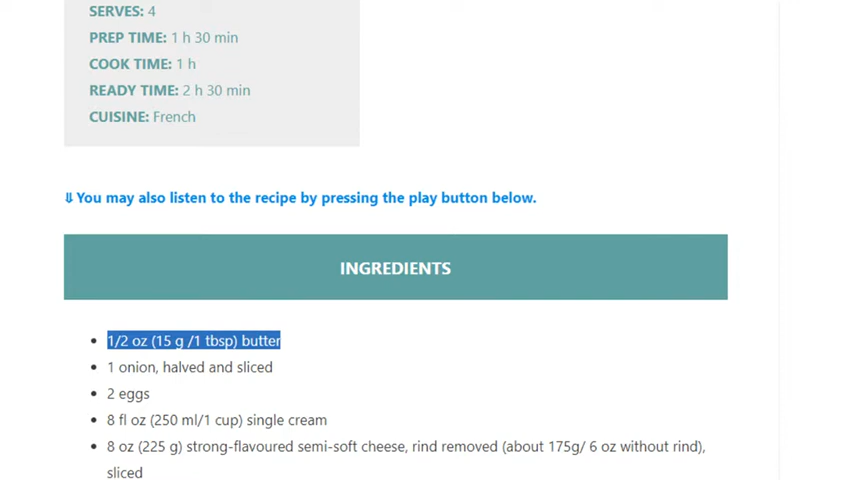 SERVES: 4
PREP TIME: 1 h 30 min
COOK TIME: 1 h
READY TIME: 2 h 30 min
CUISINE: French
⇓ You may also listen to the recipe by pressing the play button below.
INGREDIENTS
• 1/2 oz (15 g /1 tbsp) butter
• 1 onion, halved and sliced
• 2 eggs
• 8 fl oz (250 ml/1 cup) single cream
• 8 oz (225 g) strong-flavoured semi-soft cheese, rind removed (about 175g/ 6 oz without rind),
sliced